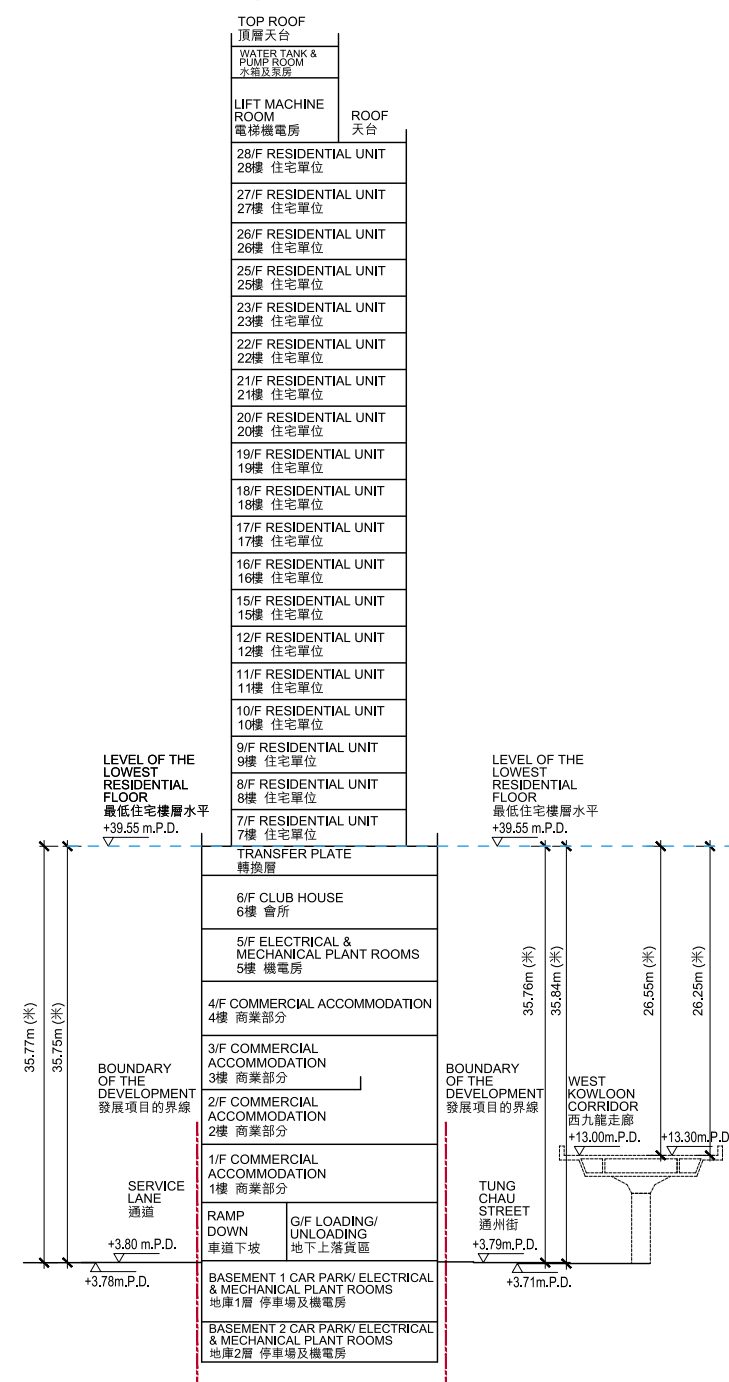 TOP ROOF
頂層天台
WATER TANK &
PUMP ROOM
水箱及泵房
LIFT MACHINE
ROOM
電梯機電房
ROOF
天台
28/F RESIDENTIAL UNIT
28樓 住宅單位
27/F RESIDENTIAL UNIT
27樓 住宅單位
26/F RESIDENTIAL UNIT
26樓 住宅單位
25/F RESIDENTIAL UNIT
25樓 住宅單位
23/F RESIDENTIAL UNIT
23樓 住宅單位
22/F RESIDENTIAL UNIT
22樓 住宅單位
21/F RESIDENTIAL UNIT
21樓 住宅單位
20/F RESIDENTIAL UNIT
20樓 住宅單位
19/F RESIDENTIAL UNIT
19樓 住宅單位
18/F RESIDENTIAL UNIT
18樓 住宅單位
17/F RESIDENTIAL UNIT
17樓 住宅單位
16/F RESIDENTIAL UNIT
16樓 住宅單位
15/F RESIDENTIAL UNIT
15樓 住宅單位
12/F RESIDENTIAL UNIT
12樓 住宅單位
11/F RESIDENTIAL UNIT
11樓 住宅單位
10/F RESIDENTIAL UNIT
10樓 住宅單位
9/F RESIDENTIAL UNIT
9樓 住宅單位
8/F RESIDENTIAL UNIT
8樓 住宅單位
7/F RESIDENTIAL UNIT
7樓 住宅單位
LEVEL OF THE
LOWEST
RESIDENTIAL
FLOOR
最低住宅樓層水平
+39.55 m.P.D.
LEVEL OF THE
LOWEST
RESIDENTIAL
FLOOR
最低住宅樓層水平
+39.55 m.P.D.
TRANSFER PLATE
轉換層
6/F CLUB HOUSE
6樓 會所
5/F ELECTRICAL &
MECHANICAL PLANT ROOMS
5樓 機電房
4/F COMMERCIAL ACCOMMODATION
4樓 商業部分
3/F COMMERCIAL
ACCOMMODATION
3樓 商業部分
2/F COMMERCIAL
ACCOMMODATION
2樓 商業部分
1/F COMMERCIAL
ACCOMMODATION
1樓 商業部分
RAMP
DOWN
車道下坡
G/F LOADING/
UNLOADING
地下上落貨區
BASEMENT 1 CAR PARK/ ELECTRICAL
& MECHANICAL PLANT ROOMS
地庫1層 停車場及機電房
BASEMENT 2 CAR PARK/ ELECTRICAL
& MECHANICAL PLANT ROOMS
地庫2層 停車場及機電房
35.77m (米)
35.75m (米)
BOUNDARY
OF THE
DEVELOPMENT
發展項目的界線
SERVICE
LANE
通道
+3.80 m.P.D.
+3.78m.P.D.
35.76m (米)
35.84m (米)
26.55m (米)
26.25m (米)
BOUNDARY
OF THE
DEVELOPMENT
發展項目的界線
WEST
KOWLOON
CORRIDOR
西九龍走廊
+13.00m.P.D.
+13.30m.P.D
TUNG
CHAU
STREET
通州街
+3.79m.P.D.
+3.71m.P.D.